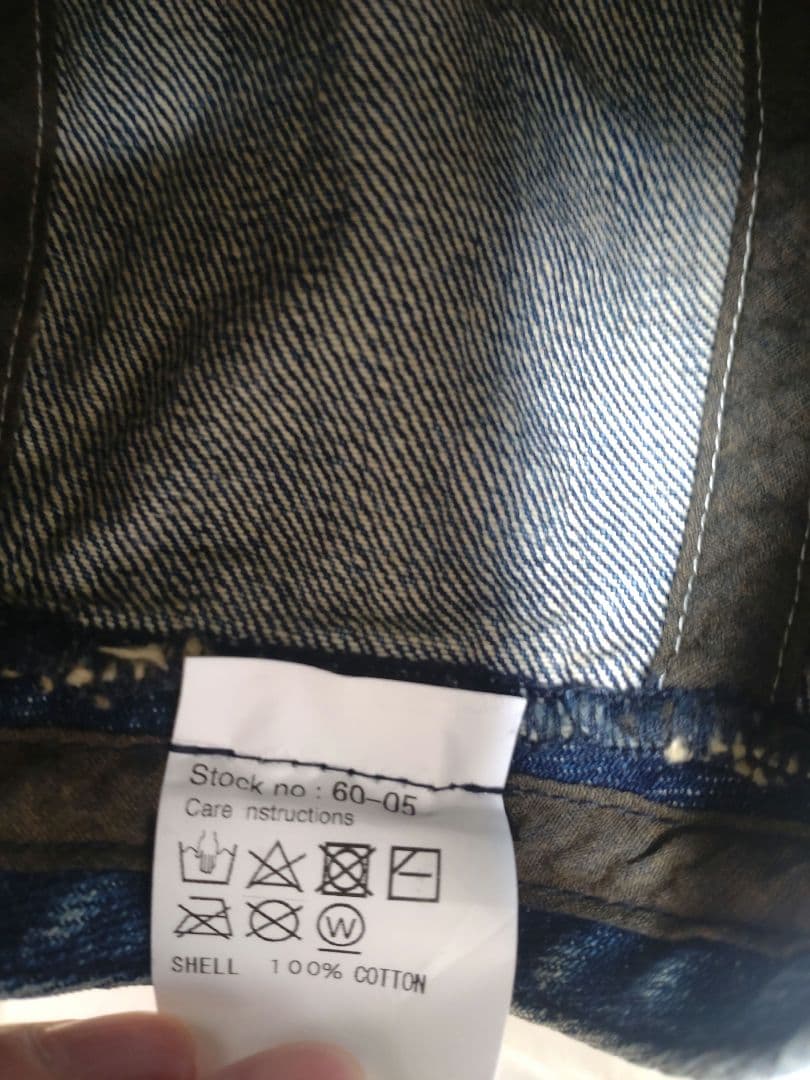 Stock no : 60-05
Care nstructions
W
SHELL 100% COTTON